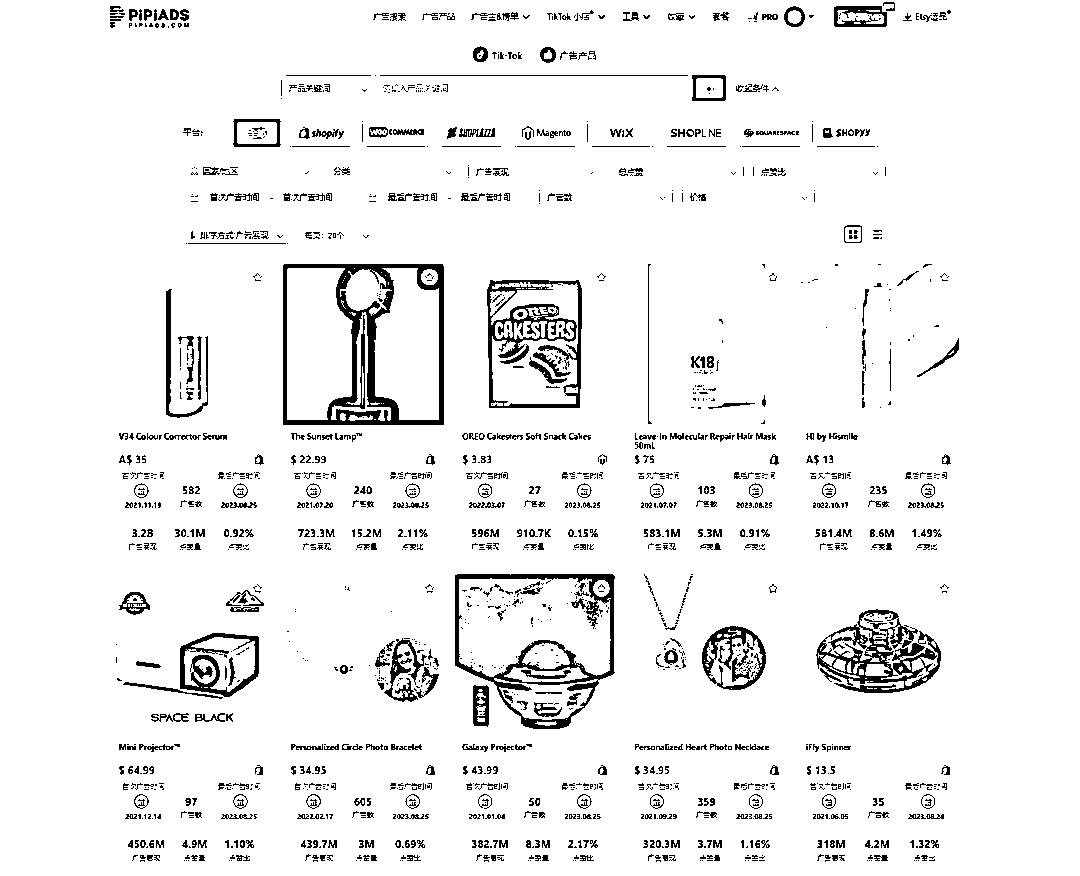 PiPiADS
PIPIADS.COM
广告搜索 广告产品 广告主&榜单 TikTok 小店 工具 套餐 PRO Etsy选品
TikTok 广告产品
产品关键词 请输入产品关键词 收起条件
平台: shopify WOO COMMERCE SHOPLAZZA Magento WiX SHOPLINE SQUARESPACE SHOPYY
国家/地区 分类 广告展现 总点赞 点赞比
首次广告时间 - 首次广告时间 最后广告时间 - 最后广告时间 广告数 价格
排序方式:广告展现 每页: 20个
OREO
CAKESTERS
K18
V34 Colour Corrector Serum The Sunset Lamp™ OREO Cakesters Soft Snack Cakes Leave-In Molecular Repair Hair Mask 50mL Hi by Hismile
A$ 35 $ 22.99 $ 3.83 $ 75 A$ 13
首次广告时间 最后广告时间 首次广告时间 最后广告时间 首次广告时间 最后广告时间 首次广告时间 最后广告时间 首次广告时间 最后广告时间
582 240 27 103 235
2021.11.19 广告数 2023.08.25 2021.07.20 广告数 2023.08.25 2022.03.07 广告数 2023.08.25 2021.07.07 广告数 2023.08.25 2022.10.17 广告数 2023.08.25
3.2B 30.1M 0.92% 723.3M 15.2M 2.11% 596M 910.7K 0.15% 583.1M 5.3M 0.91% 581.4M 8.6M 1.49%
广告展现 点赞量 点赞比 广告展现 点赞量 点赞比 广告展现 点赞量 点赞比 广告展现 点赞量 点赞比 广告展现 点赞量 点赞比
SPACE BLACK
Mini Projector™ Personalized Circle Photo Bracelet Galaxy Projector™ Personalized Heart Photo Necklace iFly Spinner
$ 64.99 $ 34.95 $ 43.99 $ 34.95 $ 13.5
首次广告时间 最后广告时间 首次广告时间 最后广告时间 首次广告时间 最后广告时间 首次广告时间 最后广告时间 首次广告时间 最后广告时间
97 605 50 359 35
2021.12.14 广告数 2023.08.25 2022.02.17 广告数 2023.08.25 2021.01.04 广告数 2023.08.25 2021.09.29 广告数 2023.08.25 2021.06.05 广告数 2023.08.24
450.6M 4.9M 1.10% 439.7M 3M 0.69% 382.7M 8.3M 2.17% 320.3M 3.7M 1.16% 318M 4.2M 1.32%
广告展现 点赞量 点赞比 广告展现 点赞量 点赞比 广告展现 点赞量 点赞比 广告展现 点赞量 点赞比 广告展现 点赞量 点赞比